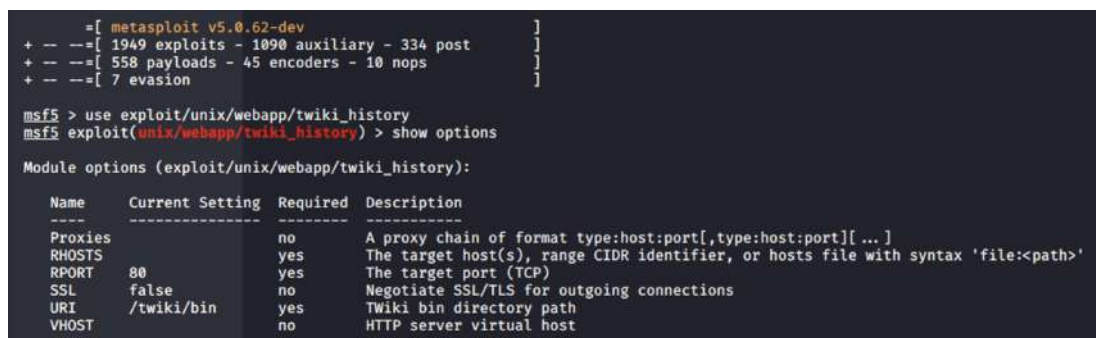 =[ metasploit v5.0.62-dev ]
+ -- --=[ 1949 exploits - 1090 auxiliary - 334 post ]
+ -- --=[ 558 payloads - 45 encoders - 10 nops ]
+ -- --=[ 7 evasion ]
msf5 > use exploit/unix/webapp/twiki_history
msf5 exploit(unix/webapp/twiki_history) > show options
Module options (exploit/unix/webapp/twiki_history):
Name Current Setting Required Description
---- --------------- -------- -----------
Proxies no A proxy chain of format type:host:port[,type:host:port][ ... ]
RHOSTS yes The target host(s), range CIDR identifier, or hosts file with syntax 'file:<path>'
RPORT 80 yes The target port (TCP)
SSL false no Negotiate SSL/TLS for outgoing connections
URI /twiki/bin yes TWiki bin directory path
VHOST no HTTP server virtual host